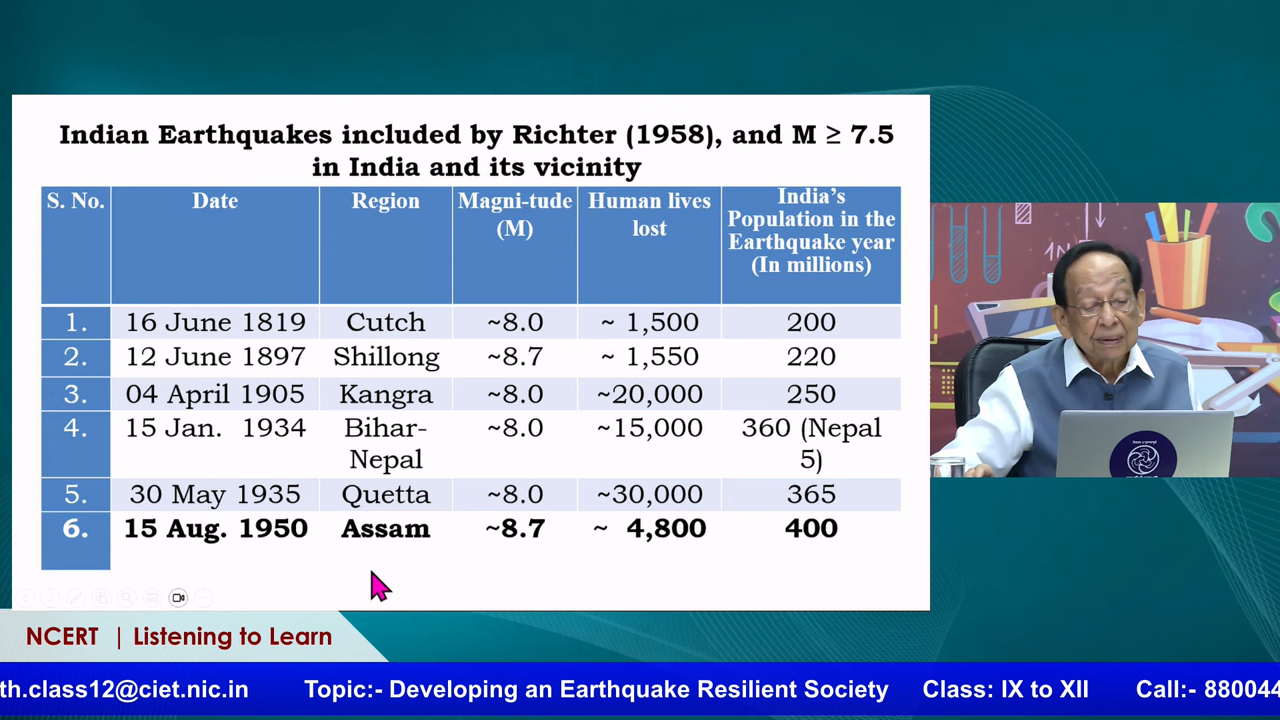 Indian Earthquakes included by Richter (1958), and M ≥ 7.5
in India and its vicinity
S. No. Date Region Magni-tude (M) Human lives lost India's Population in the Earthquake year (In millions)
1. 16 June 1819 Cutch ~8.0 ~ 1,500 200
2. 12 June 1897 Shillong ~8.7 ~ 1,550 220
3. 04 April 1905 Kangra ~8.0 ~20,000 250
4. 15 Jan. 1934 Bihar-Nepal ~8.0 ~15,000 360 (Nepal 5)
5. 30 May 1935 Quetta ~8.0 ~30,000 365
6. 15 Aug. 1950 Assam ~8.7 ~ 4,800 400
NCERT | Listening to Learn
th.class12@ciet.nic.in Topic:- Developing an Earthquake Resilient Society Class: IX to XII Call:- 880044